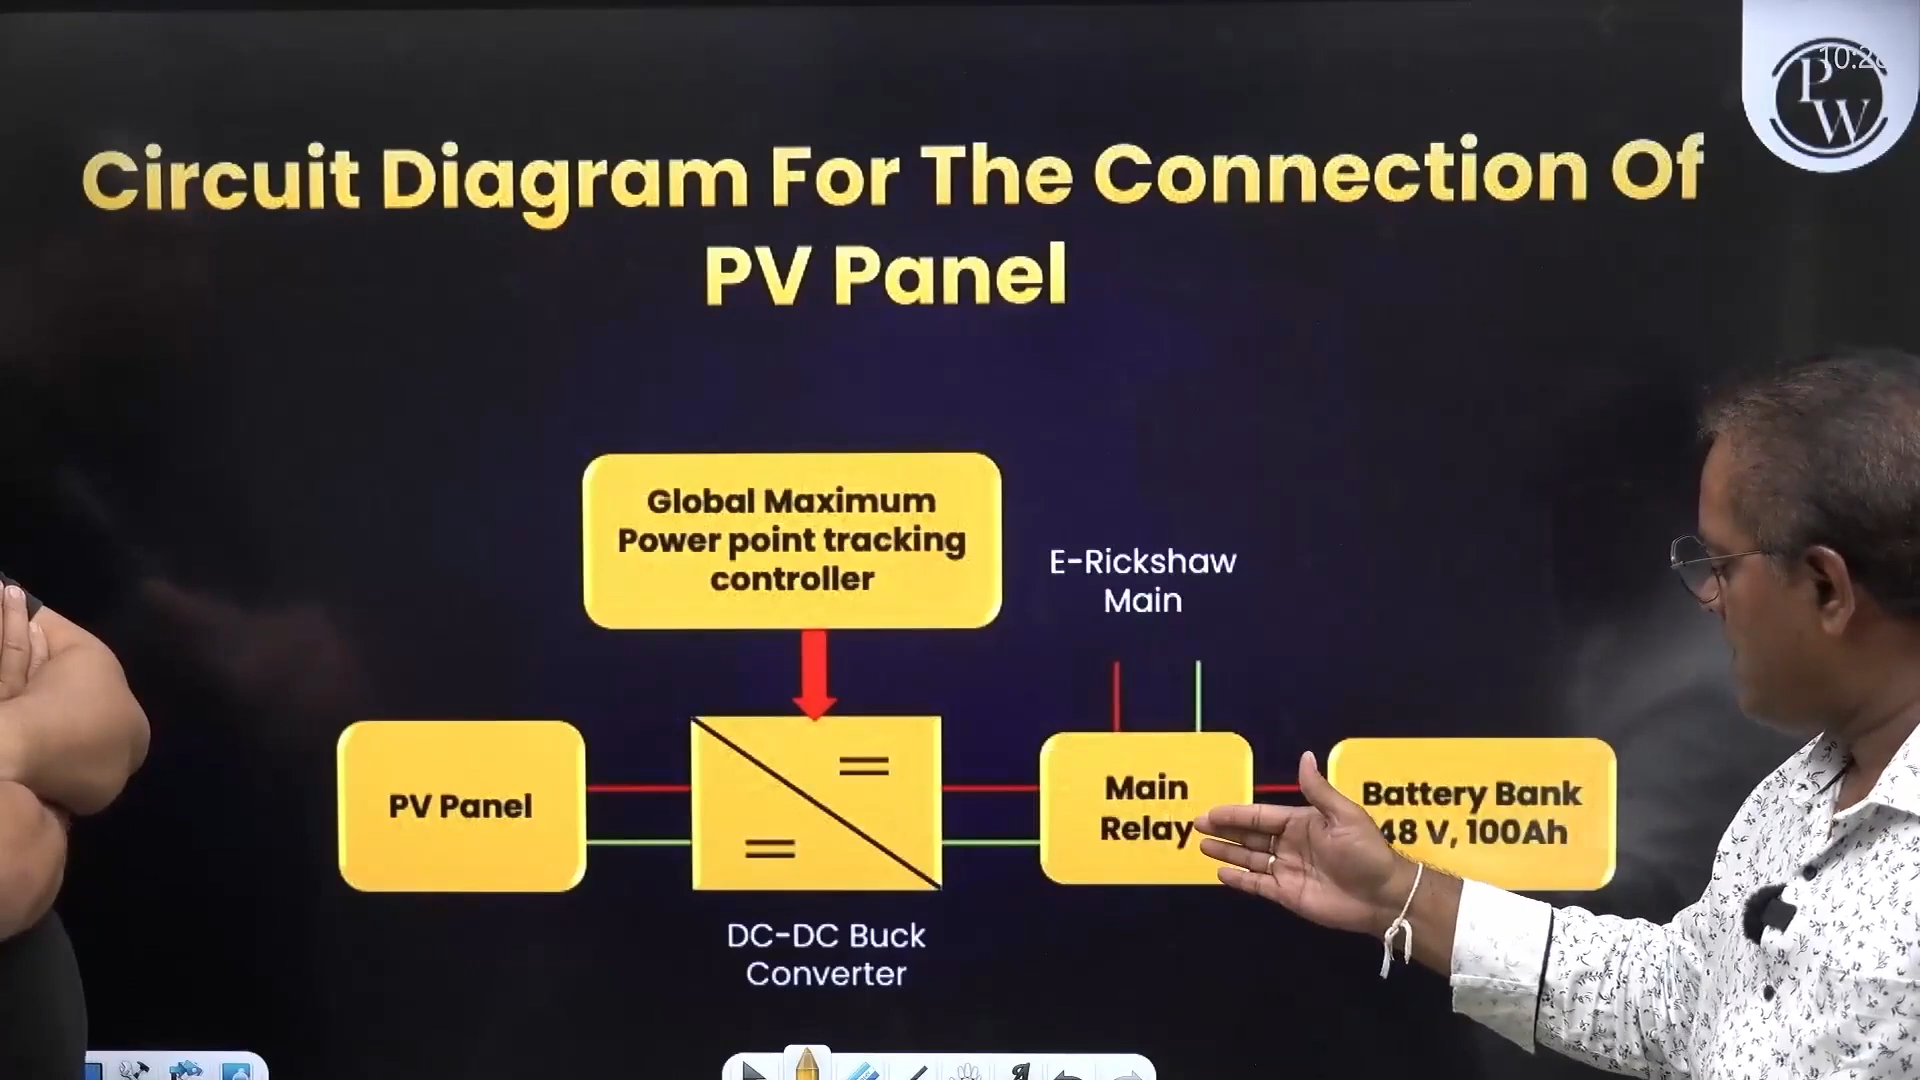 Circuit Diagram For The Connection Of
PV Panel
PW
Global Maximum
Power point tracking
controller
E-Rickshaw
Main
PV Panel
Main
Relay
Battery Bank
48 V, 100Ah
DC-DC Buck
Converter